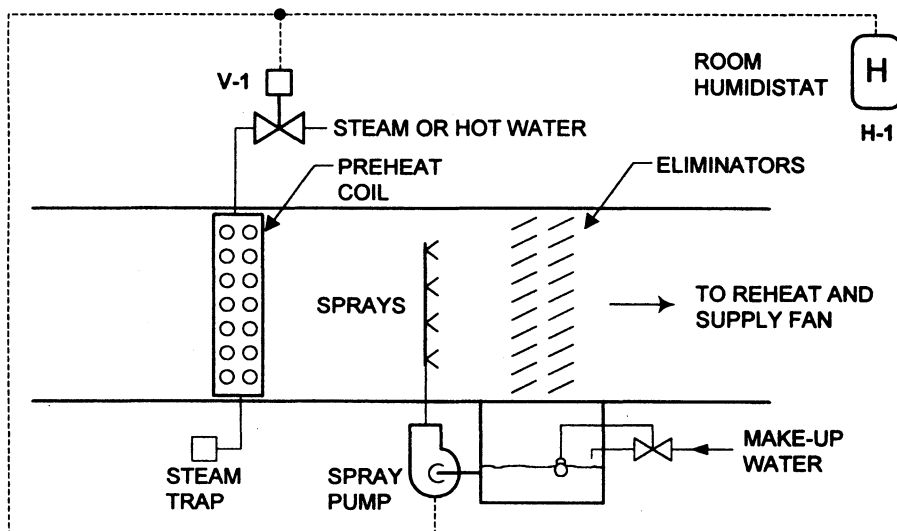 V-1
STEAM OR HOT WATER
PREHEAT
COIL
ROOM
HUMIDISTAT
H
H-1
ELIMINATORS
SPRAYS
TO REHEAT AND
SUPPLY FAN
STEAM
TRAP
SPRAY
PUMP
MAKE-UP
WATER